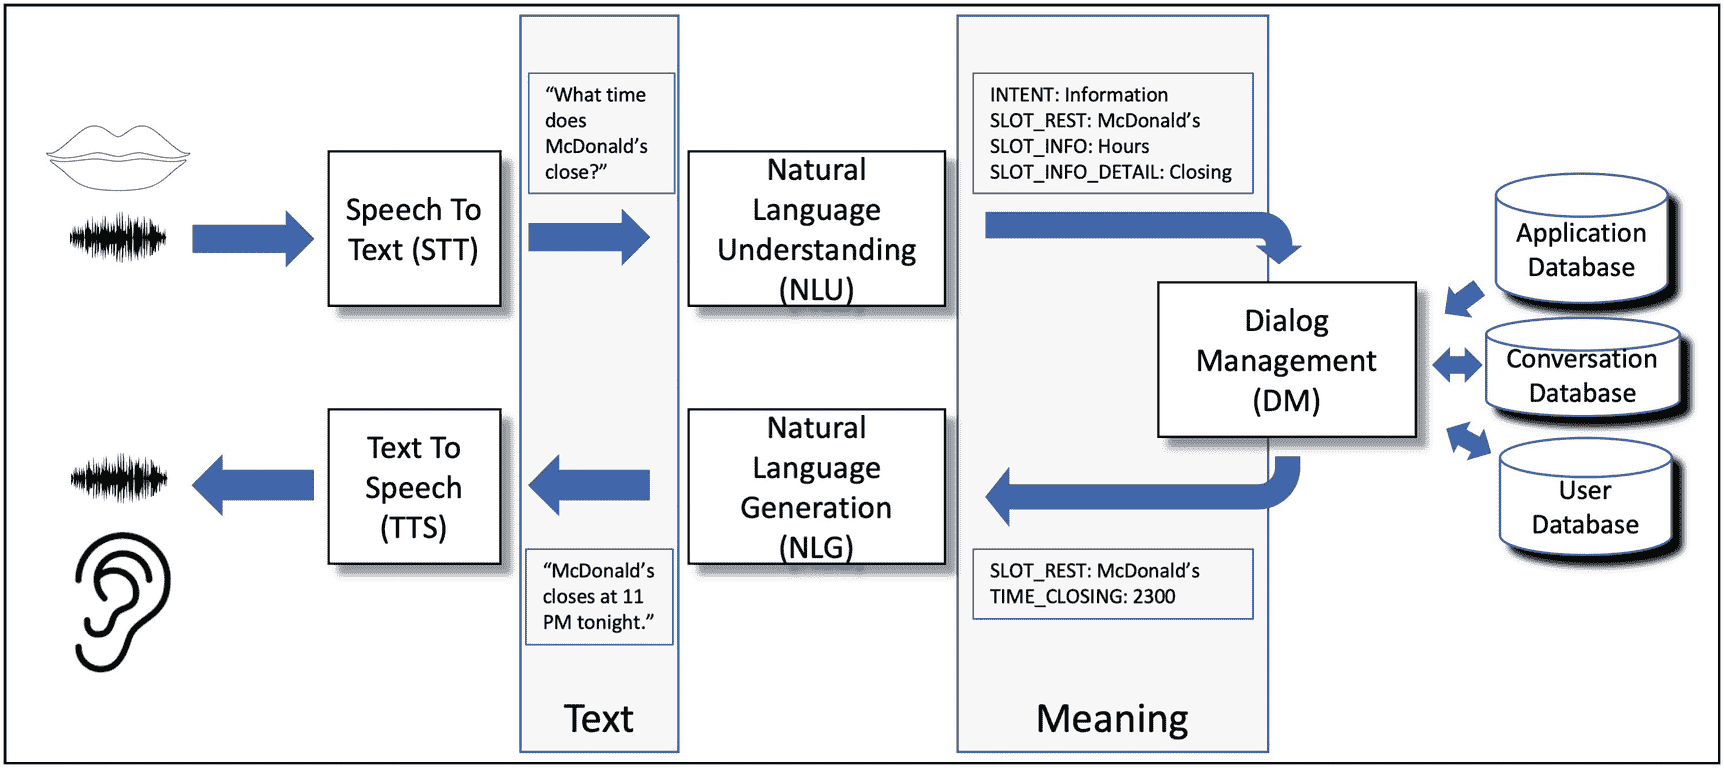 “What time
does
McDonald’s
close?”
INTENT: Information
SLOT_REST: McDonald’s
SLOT_INFO: Hours
SLOT_INFO_DETAIL: Closing
Speech To
Text (STT)
Natural
Language
Understanding
(NLU)
Application
Database
Dialog
Management
(DM)
Conversation
Database
User
Database
Text To
Speech
(TTS)
Natural
Language
Generation
(NLG)
“McDonald’s
closes at 11
PM tonight.”
SLOT_REST: McDonald’s
TIME_CLOSING: 2300
Text
Meaning